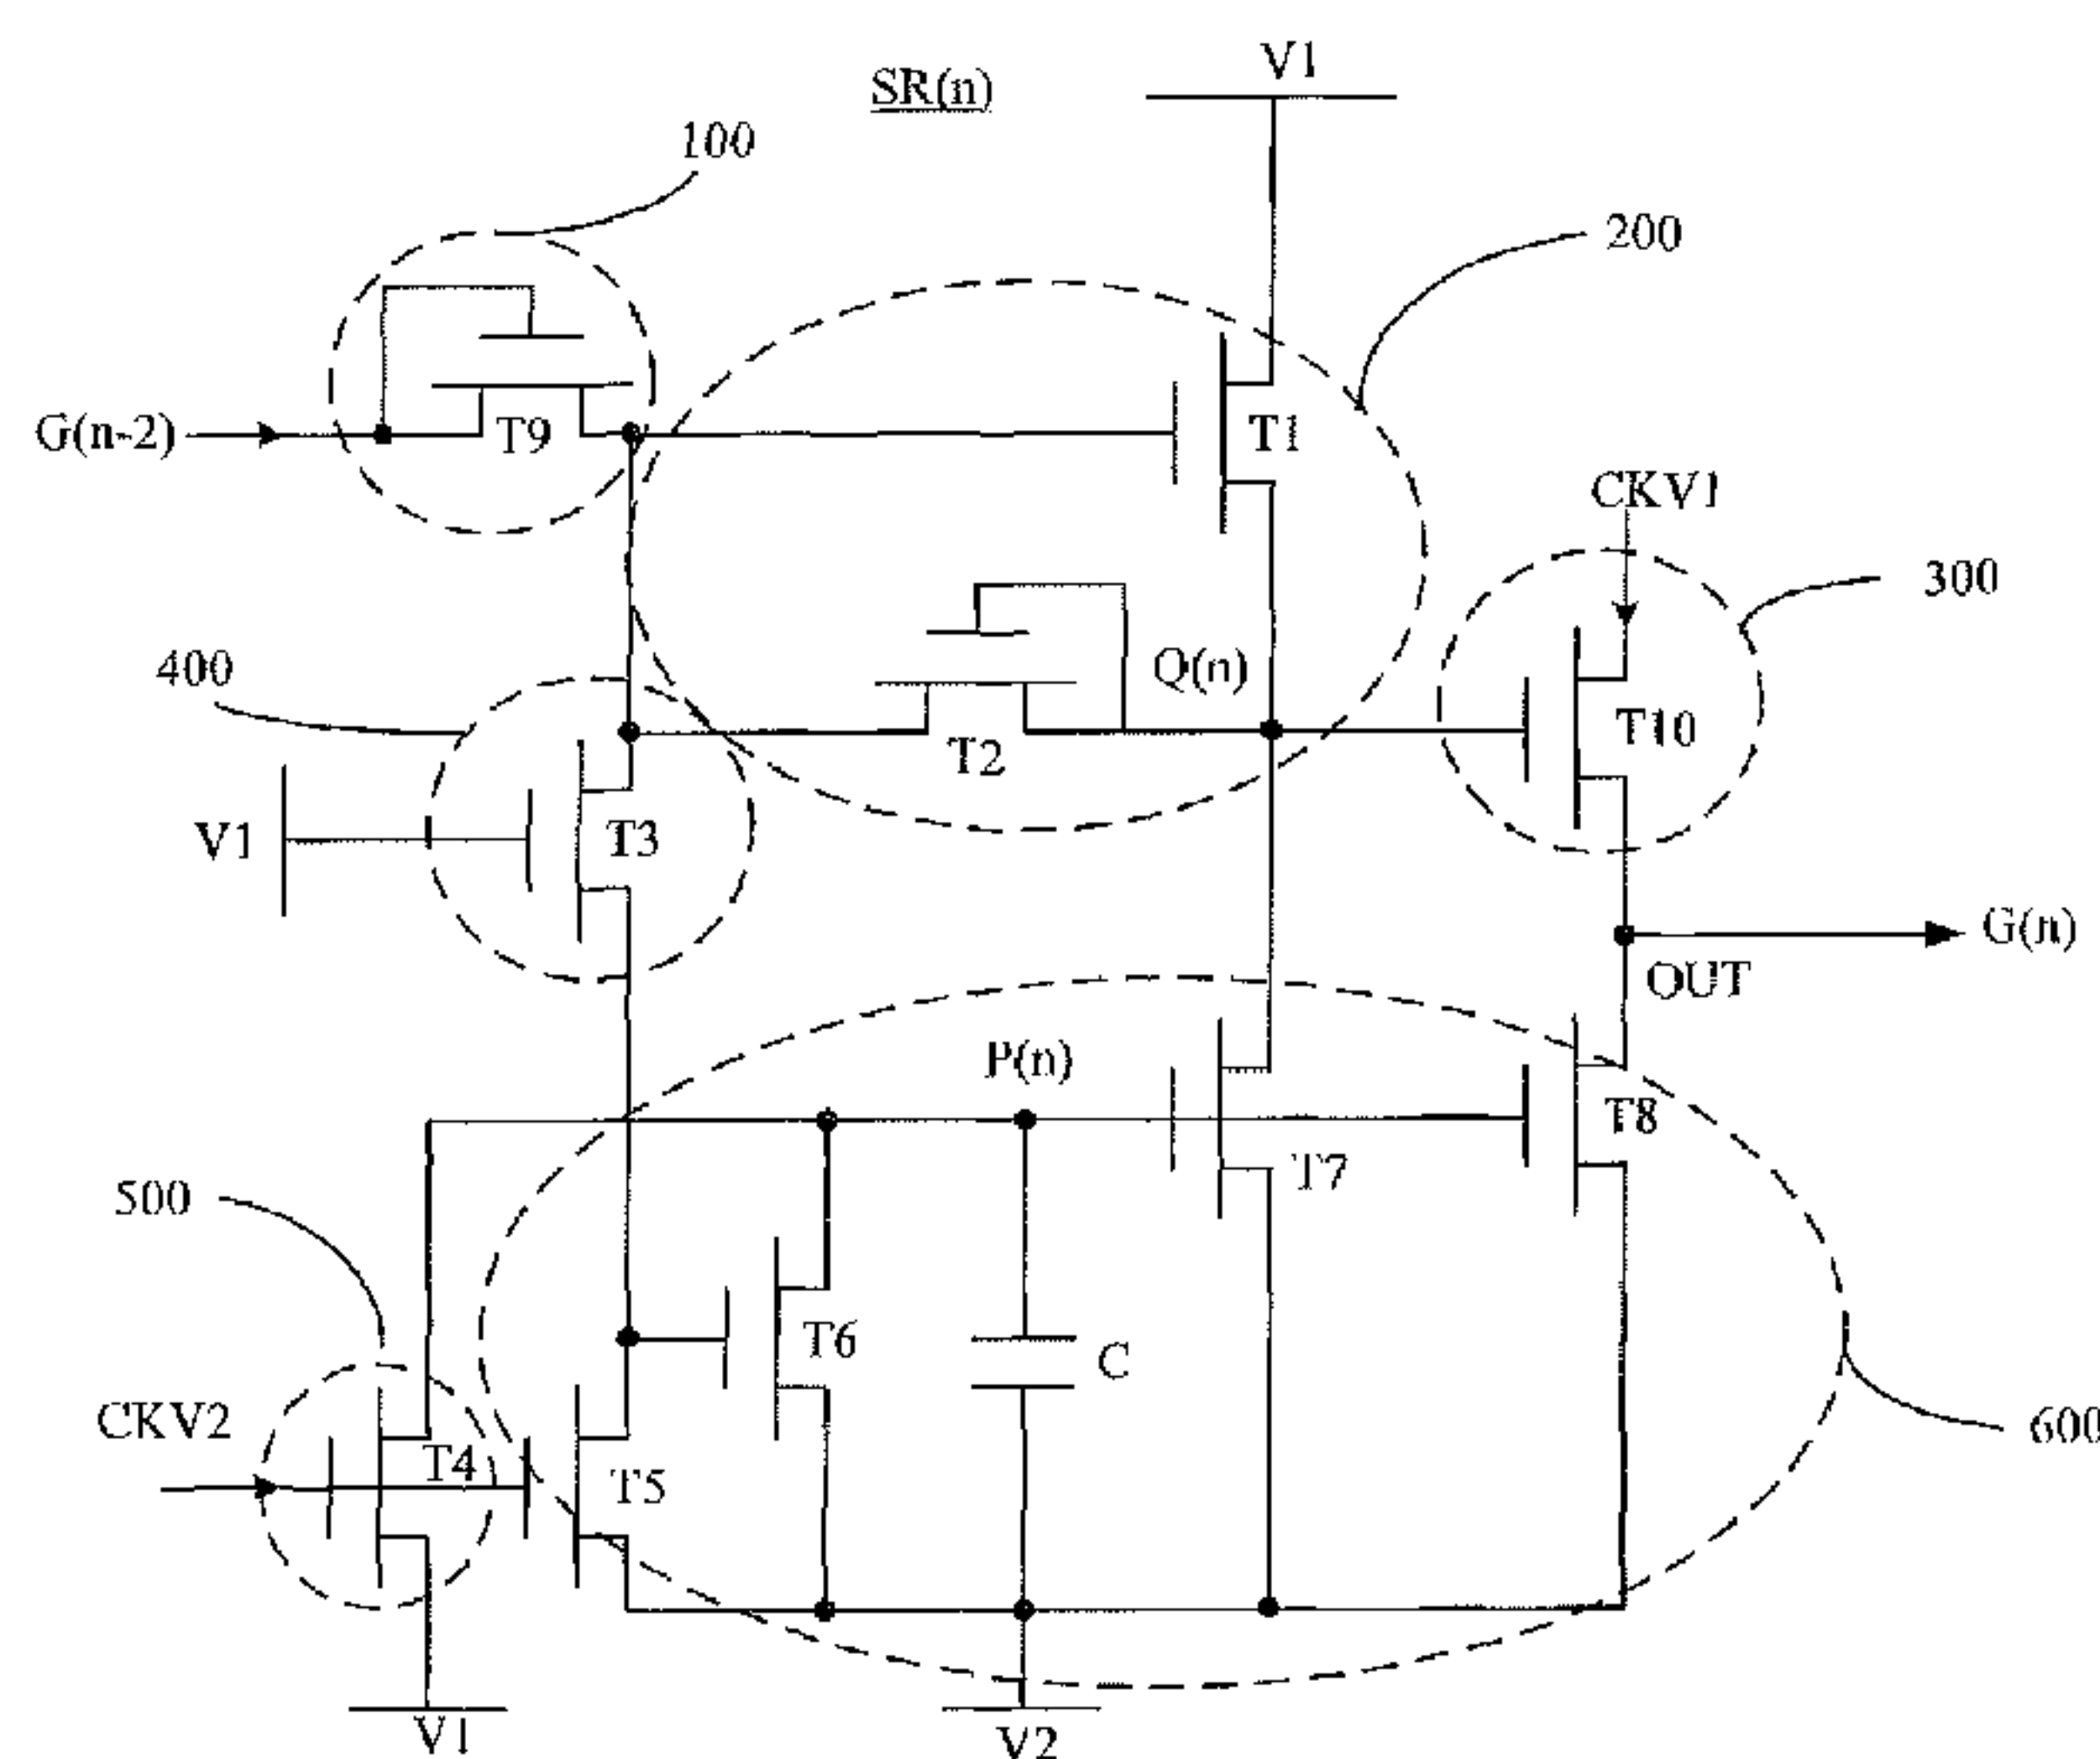 V1
SR(n)
100
200
G(n-2)
T9
T1
CKV1
300
400
Q(n)
T10
T2
V1
T3
G(n)
OUT
P(n)
T8
T7
500
T6
C
CKV2
T4
T5
600
V1
V2